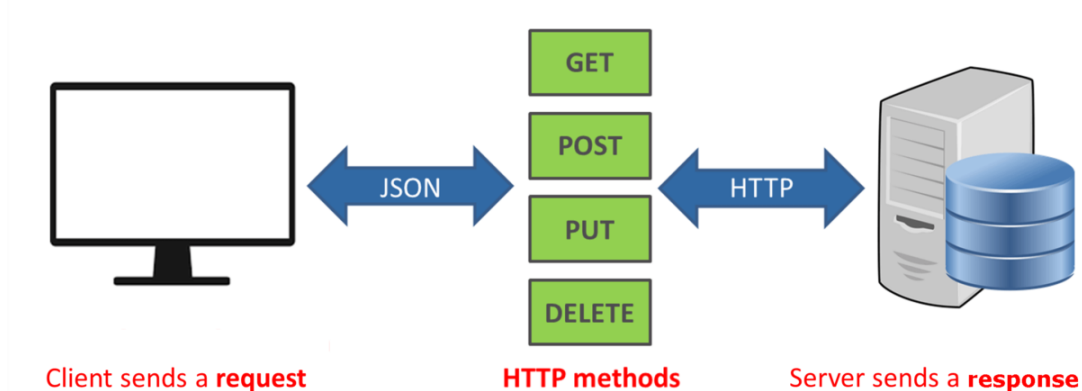 GET
POST
JSON
HTTP
PUT
DELETE
Client sends a request
HTTP methods
Server sends a response